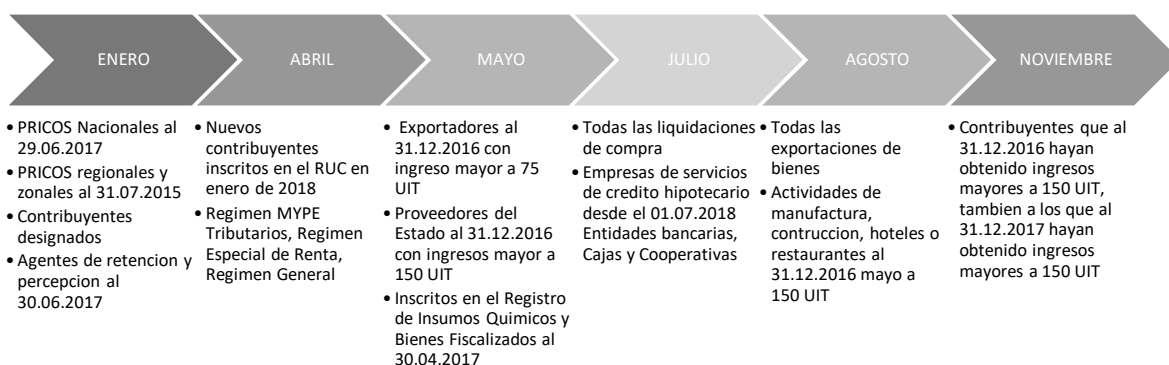 ENERO
ABRIL
MAYO
JULIO
AGOSTO
NOVIEMBRE
• PRICOS Nacionales al
29.06.2017
• PRICOS regionales y
zonales al 31.07.2015
• Contribuyentes
designados
• Agentes de retencion y
percepcion al
30.06.2017
• Nuevos
contribuyentes
inscritos en el RUC en
enero de 2018
• Regimen MYPE
Tributarios, Regimen
Especial de Renta,
Regimen General
• Exportadores al
31.12.2016 con
ingreso mayor a 75
UIT
• Proveedores del
Estado al 31.12.2016
con ingresos mayor a
150 UIT
• Inscritos en el Registro
de Insumos Quimicos y
Bienes Fiscalizados al
30.04.2017
• Todas las liquidaciones
de compra
• Empresas de servicios
de credito hipotecario
desde el 01.07.2018
Entidades bancarias,
Cajas y Cooperativas
• Todas las
exportaciones de
bienes
• Actividades de
manufactura,
contruccion, hoteles o
restaurantes al
31.12.2016 mayo a
150 UIT
• Contribuyentes que al
31.12.2016 hayan
obtenido ingresos
mayores a 150 UIT,
tambien a los que al
31.12.2017 hayan
obtenido ingresos
mayores a 150 UIT